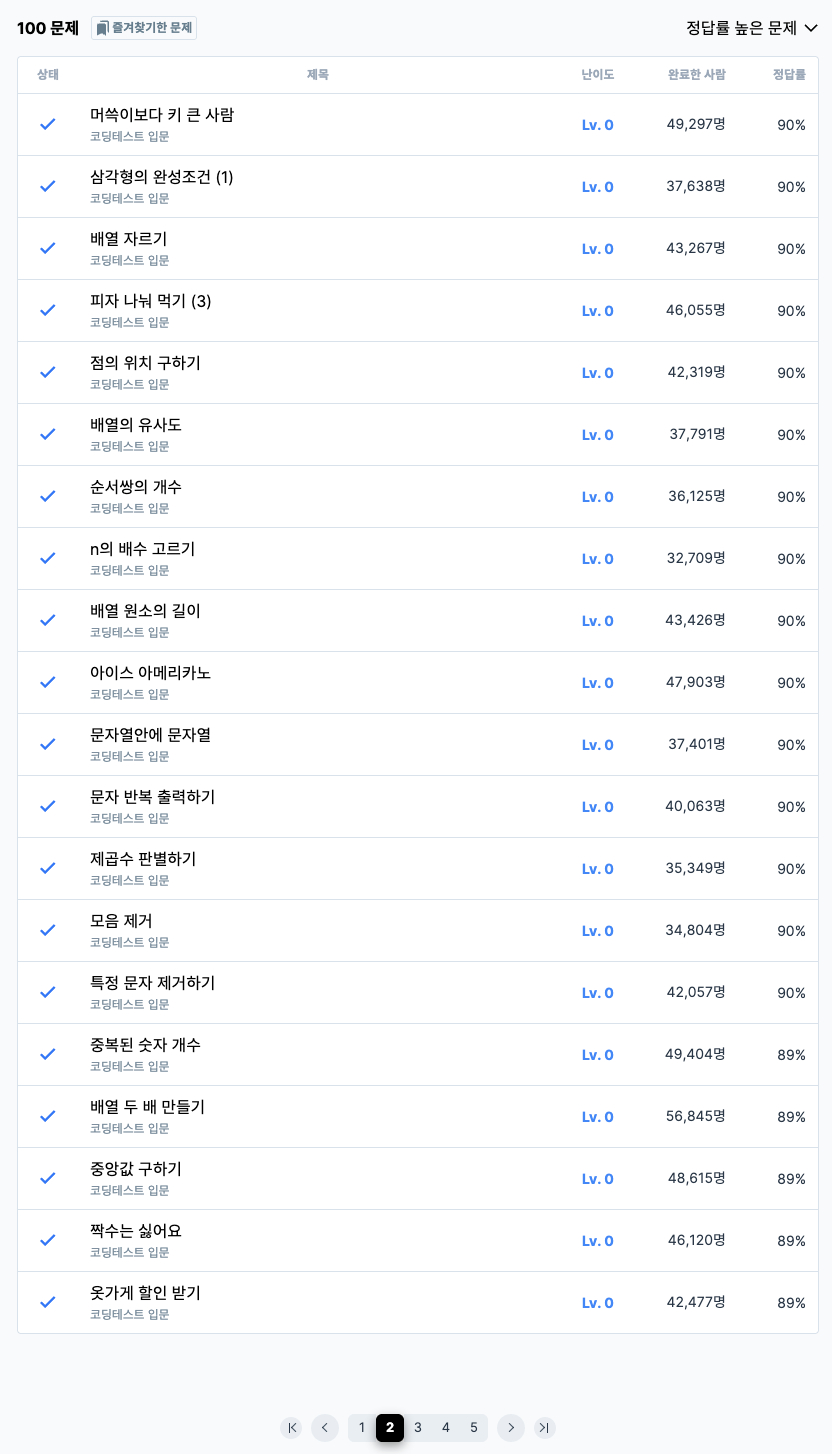 100 문제 즐겨찾기한 문제 정답률 높은 문제
상태 제목 난이도 완료한 사람 정답률
머쓱이보다 키 큰 사람
코딩테스트 입문
Lv. 0 49,297명 90%
삼각형의 완성조건 (1)
코딩테스트 입문
Lv. 0 37,638명 90%
배열 자르기
코딩테스트 입문
Lv. 0 43,267명 90%
피자 나눠 먹기 (3)
코딩테스트 입문
Lv. 0 46,055명 90%
점의 위치 구하기
코딩테스트 입문
Lv. 0 42,319명 90%
배열의 유사도
코딩테스트 입문
Lv. 0 37,791명 90%
순서쌍의 개수
코딩테스트 입문
Lv. 0 36,125명 90%
n의 배수 고르기
코딩테스트 입문
Lv. 0 32,709명 90%
배열 원소의 길이
코딩테스트 입문
Lv. 0 43,426명 90%
아이스 아메리카노
코딩테스트 입문
Lv. 0 47,903명 90%
문자열안에 문자열
코딩테스트 입문
Lv. 0 37,401명 90%
문자 반복 출력하기
코딩테스트 입문
Lv. 0 40,063명 90%
제곱수 판별하기
코딩테스트 입문
Lv. 0 35,349명 90%
모음 제거
코딩테스트 입문
Lv. 0 34,804명 90%
특정 문자 제거하기
코딩테스트 입문
Lv. 0 42,057명 90%
중복된 숫자 개수
코딩테스트 입문
Lv. 0 49,404명 89%
배열 두 배 만들기
코딩테스트 입문
Lv. 0 56,845명 89%
중앙값 구하기
코딩테스트 입문
Lv. 0 48,615명 89%
짝수는 싫어요
코딩테스트 입문
Lv. 0 46,120명 89%
옷가게 할인 받기
코딩테스트 입문
Lv. 0 42,477명 89%
1 2 3 4 5